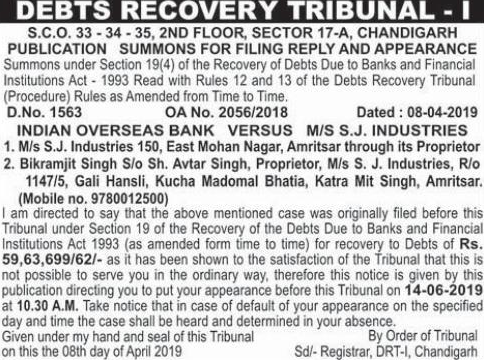 DEBTS RECOVERY TRIBUNAL - I
S.C.O. 33 - 34 - 35, 2ND FLOOR, SECTOR 17-A, CHANDIGARH
PUBLICATION SUMMONS FOR FILING REPLY AND APPEARANCE
Summons under Section 19(4) of the Recovery of Debts Due to Banks and Financial
Institutions Act - 1993 Read with Rules 12 and 13 of the Debts Recovery Tribunal
(Procedure) Rules as Amended from Time to Time.
D.No. 1563 OA No. 2056/2018 Dated : 08-04-2019
INDIAN OVERSEAS BANK VERSUS M/S S.J. INDUSTRIES
1. M/s S.J. Industries 150, East Mohan Nagar, Amritsar through its Proprietor
2. Bikramjit Singh S/o Sh. Avtar Singh, Proprietor, M/s S. J. Industries, R/o
1147/5, Gali Hansli, Kucha Madomal Bhatia, Katra Mit Singh, Amritsar.
(Mobile no. 9780012500)
I am directed to say that the above mentioned case was originally filed before this
Tribunal under Section 19 of the Recovery of the Debts Due to Banks and Financial
Institutions Act 1993 (as amended form time to time) for recovery to Debts of Rs.
59,63,699/62/- as it has been shown to the satisfaction of the Tribunal that this is
not possible to serve you in the ordinary way, therefore this notice is given by this
publication directing you to put your appearance before this Tribunal on 14-06-2019
at 10.30 A.M. Take notice that in case of default of your appearance on the specified
day and time the case shall be heard and determined in your absence.
Given under my hand and seal of this Tribunal By Order of Tribunal
on this the 08th day of April 2019 Sd/- Registrar, DRT-I, Chandigarh